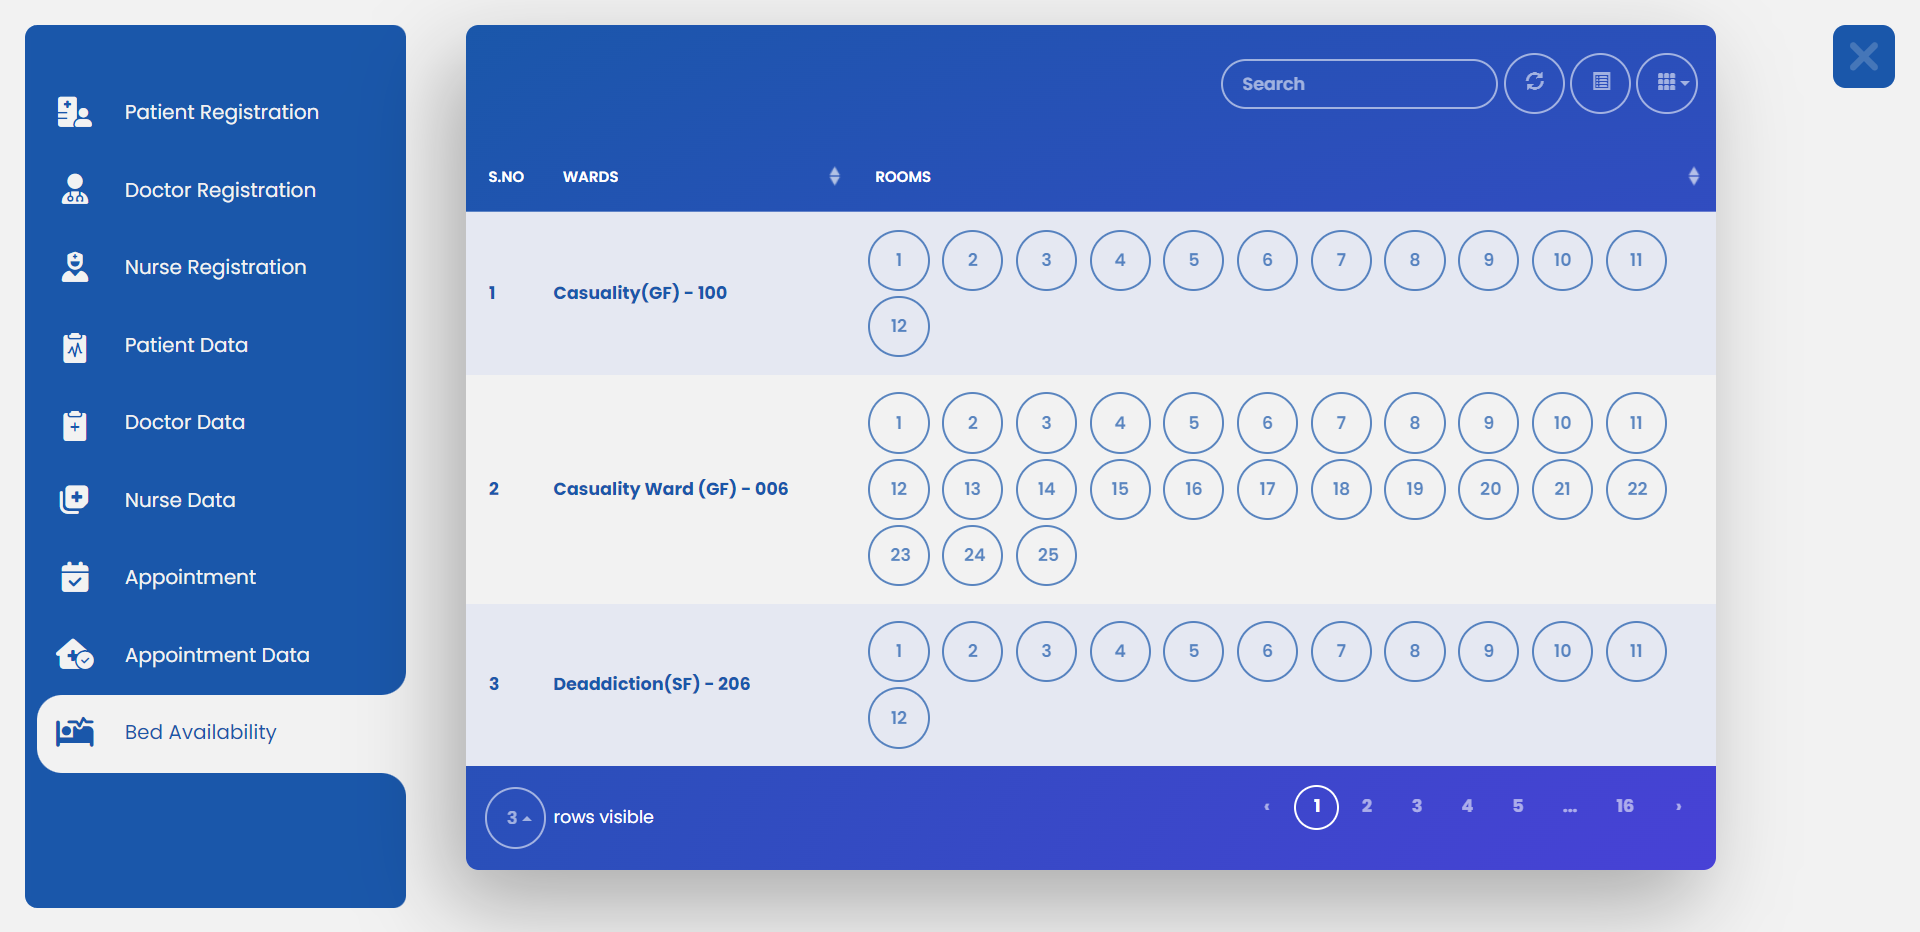 Patient Registration
Doctor Registration
Nurse Registration
Patient Data
Doctor Data
Nurse Data
Appointment
Appointment Data
Bed Availability
Search
S.NO WARDS ROOMS
1 Casuality(GF) - 100
1 2 3 4 5 6 7 8 9 10 11
12
2 Casuality Ward (GF) - 006
1 2 3 4 5 6 7 8 9 10 11
12 13 14 15 16 17 18 19 20 21 22
23 24 25
3 Deaddiction(SF) - 206
1 2 3 4 5 6 7 8 9 10 11
12
3 rows visible
‹ 1 2 3 4 5 ... 16 ›